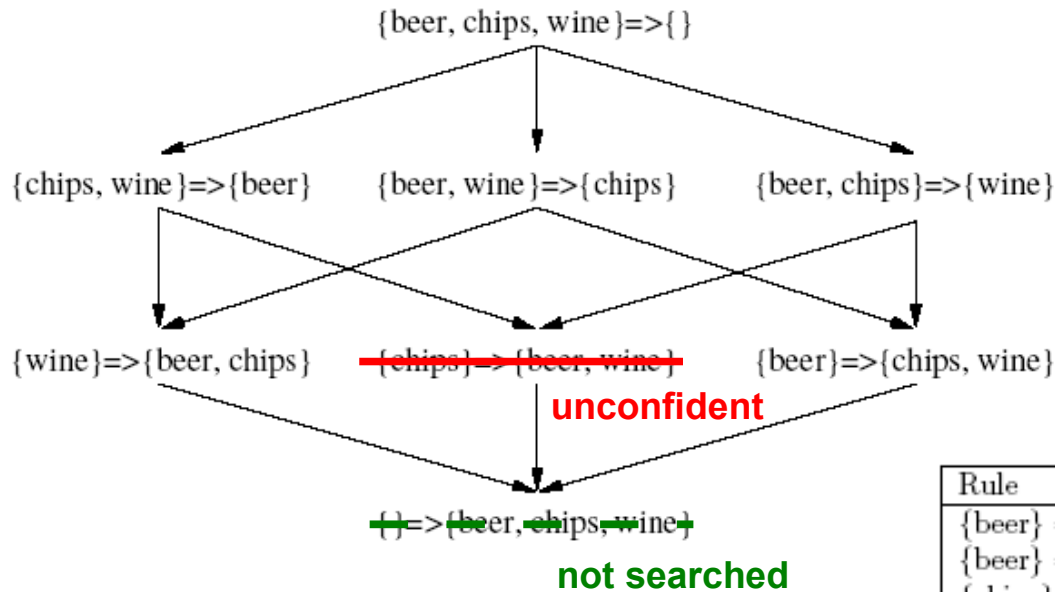 {beer, chips, wine}=>{}
{chips, wine}=>{beer} {beer, wine}=>{chips} {beer, chips}=>{wine}
{wine}=>{beer, chips} {chips}=>{beer, wine} {beer}=>{chips, wine}
unconfident
{}=>{beer, chips, wine}
not searched
Rule
{beer} =
{beer} =